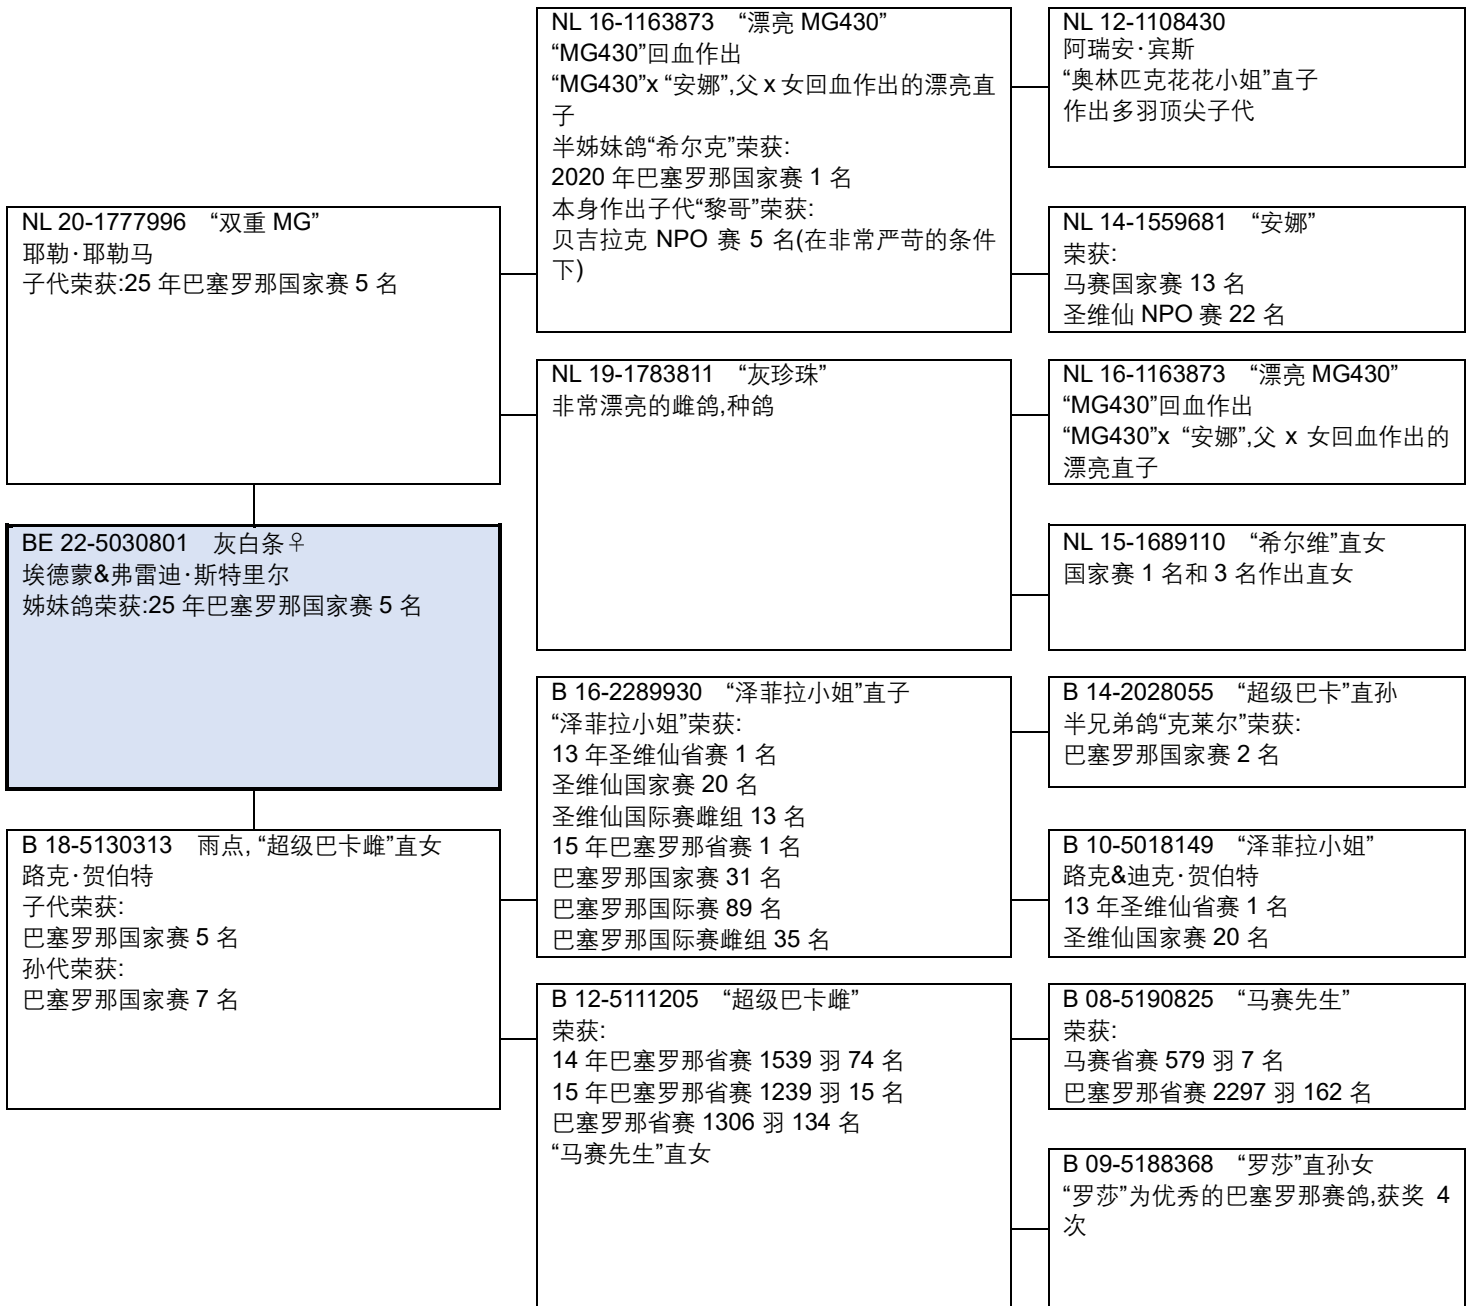 NL 20-1777996 “双重 MG”
耶勒·耶勒马
子代荣获:25 年巴塞罗那国家赛 5 名
BE 22-5030801 灰白条♀
埃德蒙&弗雷迪·斯特里尔
姊妹鸽荣获:25 年巴塞罗那国家赛 5 名
B 18-5130313 雨点, “超级巴卡雌”直女
路克·贺伯特
子代荣获:
巴塞罗那国家赛 5 名
孙代荣获:
巴塞罗那国家赛 7 名
NL 16-1163873 “漂亮 MG430”
“MG430”回血作出
“MG430”x “安娜”,父 x 女回血作出的漂亮直
子
半姊妹鸽“希尔克”荣获:
2020 年巴塞罗那国家赛 1 名
本身作出子代“黎哥”荣获:
贝吉拉克 NPO 赛 5 名(在非常严苛的条件
下)
NL 19-1783811 “灰珍珠”
非常漂亮的雌鸽,种鸽
B 16-2289930 “泽菲拉小姐”直子
“泽菲拉小姐”荣获:
13 年圣维仙省赛 1 名
圣维仙国家赛 20 名
圣维仙国际赛雌组 13 名
15 年巴塞罗那省赛 1 名
巴塞罗那国家赛 31 名
巴塞罗那国际赛 89 名
巴塞罗那国际赛雌组 35 名
B 12-5111205 “超级巴卡雌”
荣获:
14 年巴塞罗那省赛 1539 羽 74 名
15 年巴塞罗那省赛 1239 羽 15 名
巴塞罗那省赛 1306 羽 134 名
“马赛先生”直女
NL 12-1108430
阿瑞安·宾斯
“奥林匹克花花小姐”直子
作出多羽顶尖子代
NL 14-1559681 “安娜”
荣获:
马赛国家赛 13 名
圣维仙 NPO 赛 22 名
NL 16-1163873 “漂亮 MG430”
“MG430”回血作出
“MG430”x “安娜”,父 x 女回血作出的
漂亮直子
NL 15-1689110 “希尔维”直女
国家赛 1 名和 3 名作出直女
B 14-2028055 “超级巴卡”直孙
半兄弟鸽“克莱尔”荣获:
巴塞罗那国家赛 2 名
B 10-5018149 “泽菲拉小姐”
路克&迪克·贺伯特
13 年圣维仙省赛 1 名
圣维仙国家赛 20 名
B 08-5190825 “马赛先生”
荣获:
马赛省赛 579 羽 7 名
巴塞罗那省赛 2297 羽 162 名
B 09-5188368 “罗莎”直孙女
“罗莎”为优秀的巴塞罗那赛鸽,获奖 4
次